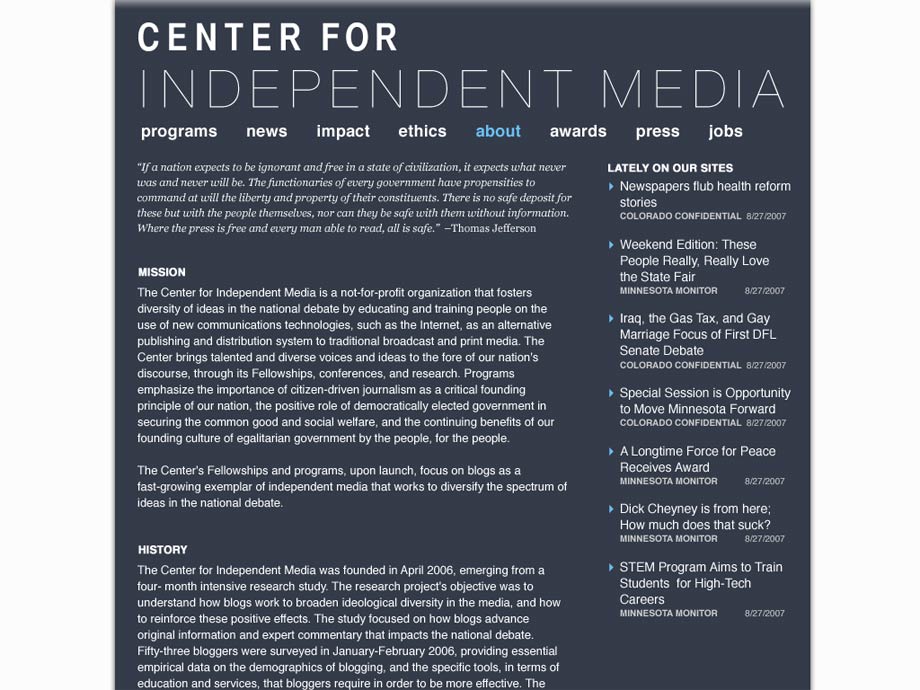 CENTER FOR
INDEPENDENT MEDIA
programs news impact ethics about awards press jobs
“If a nation expects to be ignorant and free in a state of civilization, it expects what never
was and never will be. The functionaries of every government have propensities to
command at will the liberty and property of their constituents. There is no safe deposit for
these but with the people themselves, nor can they be safe with them without information.
Where the press is free and every man able to read, all is safe.” –Thomas Jefferson
MISSION
The Center for Independent Media is a not-for-profit organization that fosters
diversity of ideas in the national debate by educating and training people on the
use of new communications technologies, such as the Internet, as an alternative
publishing and distribution system to traditional broadcast and print media. The
Center brings talented and diverse voices and ideas to the fore of our nation's
discourse, through its Fellowships, conferences, and research. Programs
emphasize the importance of citizen-driven journalism as a critical founding
principle of our nation, the positive role of democratically elected government in
securing the common good and social welfare, and the continuing benefits of our
founding culture of egalitarian government by the people, for the people.
The Center's Fellowships and programs, upon launch, focus on blogs as a
fast-growing exemplar of independent media that works to diversify the spectrum of
ideas in the national debate.
HISTORY
The Center for Independent Media was founded in April 2006, emerging from a
four- month intensive research study. The research project's objective was to
understand how blogs work to broaden ideological diversity in the media, and how
to reinforce these positive effects. The study focused on how blogs advance
original information and expert commentary that impacts the national debate.
Fifty-three bloggers were surveyed in January-February 2006, providing essential
empirical data on the demographics of blogging, and the specific tools, in terms of
education and services, that bloggers require in order to be more effective. The
LATELY ON OUR SITES
Newspapers flub health reform
stories
COLORADO CONFIDENTIAL 8/27/2007
Weekend Edition: These
People Really, Really Love
the State Fair
MINNESOTA MONITOR 8/27/2007
Iraq, the Gas Tax, and Gay
Marriage Focus of First DFL
Senate Debate
COLORADO CONFIDENTIAL 8/27/2007
Special Session is Opportunity
to Move Minnesota Forward
COLORADO CONFIDENTIAL 8/27/2007
A Longtime Force for Peace
Receives Award
MINNESOTA MONITOR 8/27/2007
Dick Cheyney is from here;
How much does that suck?
MINNESOTA MONITOR 8/27/2007
STEM Program Aims to Train
Students for High-Tech
Careers
MINNESOTA MONITOR 8/27/2007